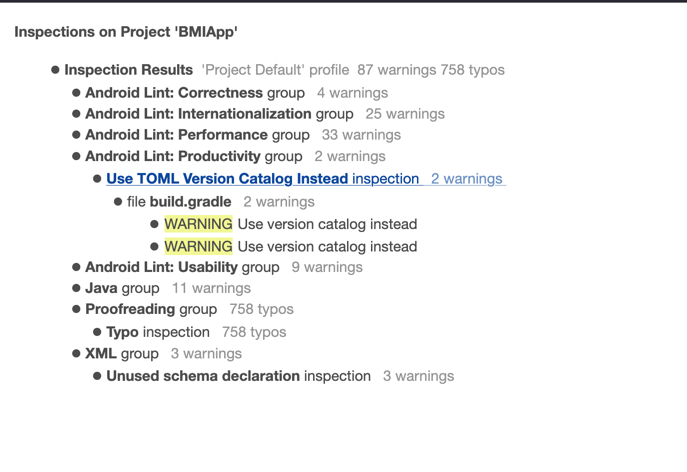 Inspections on Project 'BMIApp'
Inspection Results 'Project Default' profile 87 warnings 758 typos
Android Lint: Correctness group 4 warnings
Android Lint: Internationalization group 25 warnings
Android Lint: Performance group 33 warnings
Android Lint: Productivity group 2 warnings
Use TOML Version Catalog Instead inspection 2 warnings
file build.gradle 2 warnings
WARNING Use version catalog instead
WARNING Use version catalog instead
Android Lint: Usability group 9 warnings
Java group 11 warnings
Proofreading group 758 typos
Typo inspection 758 typos
XML group 3 warnings
Unused schema declaration inspection 3 warnings